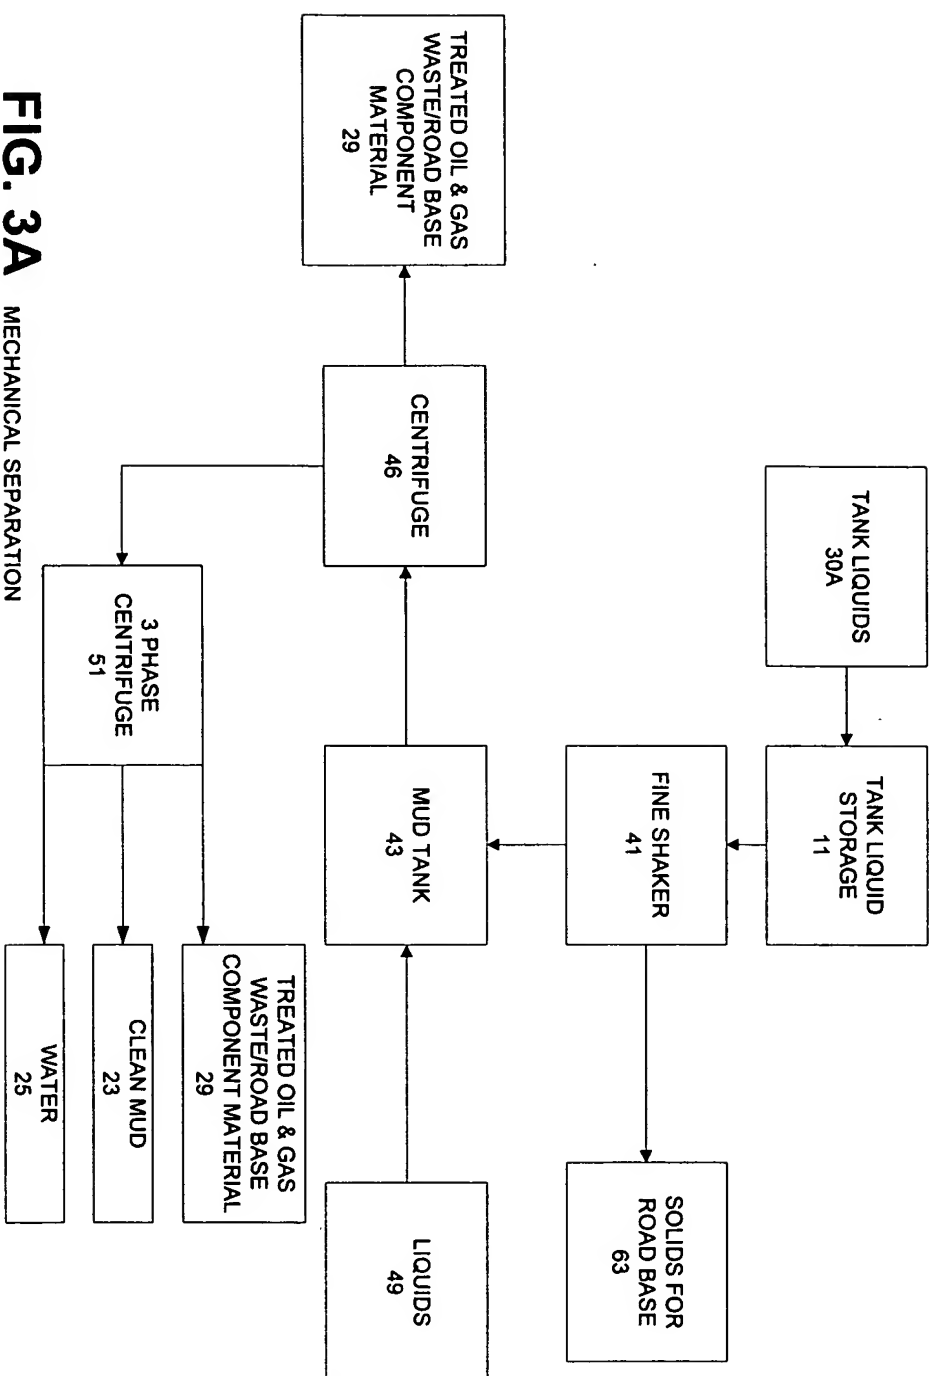 TANK LIQUIDS
30A
TANK LIQUID
STORAGE
11
FINE SHAKER
41
SOLIDS FOR
ROAD BASE
63
TREATED OIL & GAS
WASTE/ROAD BASE
COMPONENT
MATERIAL
29
CENTRIFUGE
46
MUD TANK
43
LIQUIDS
49
3 PHASE
CENTRIFUGE
51
TREATED OIL & GAS
WASTE/ROAD BASE
COMPONENT MATERIAL
29
CLEAN MUD
23
WATER
25
FIG. 3A MECHANICAL SEPARATION